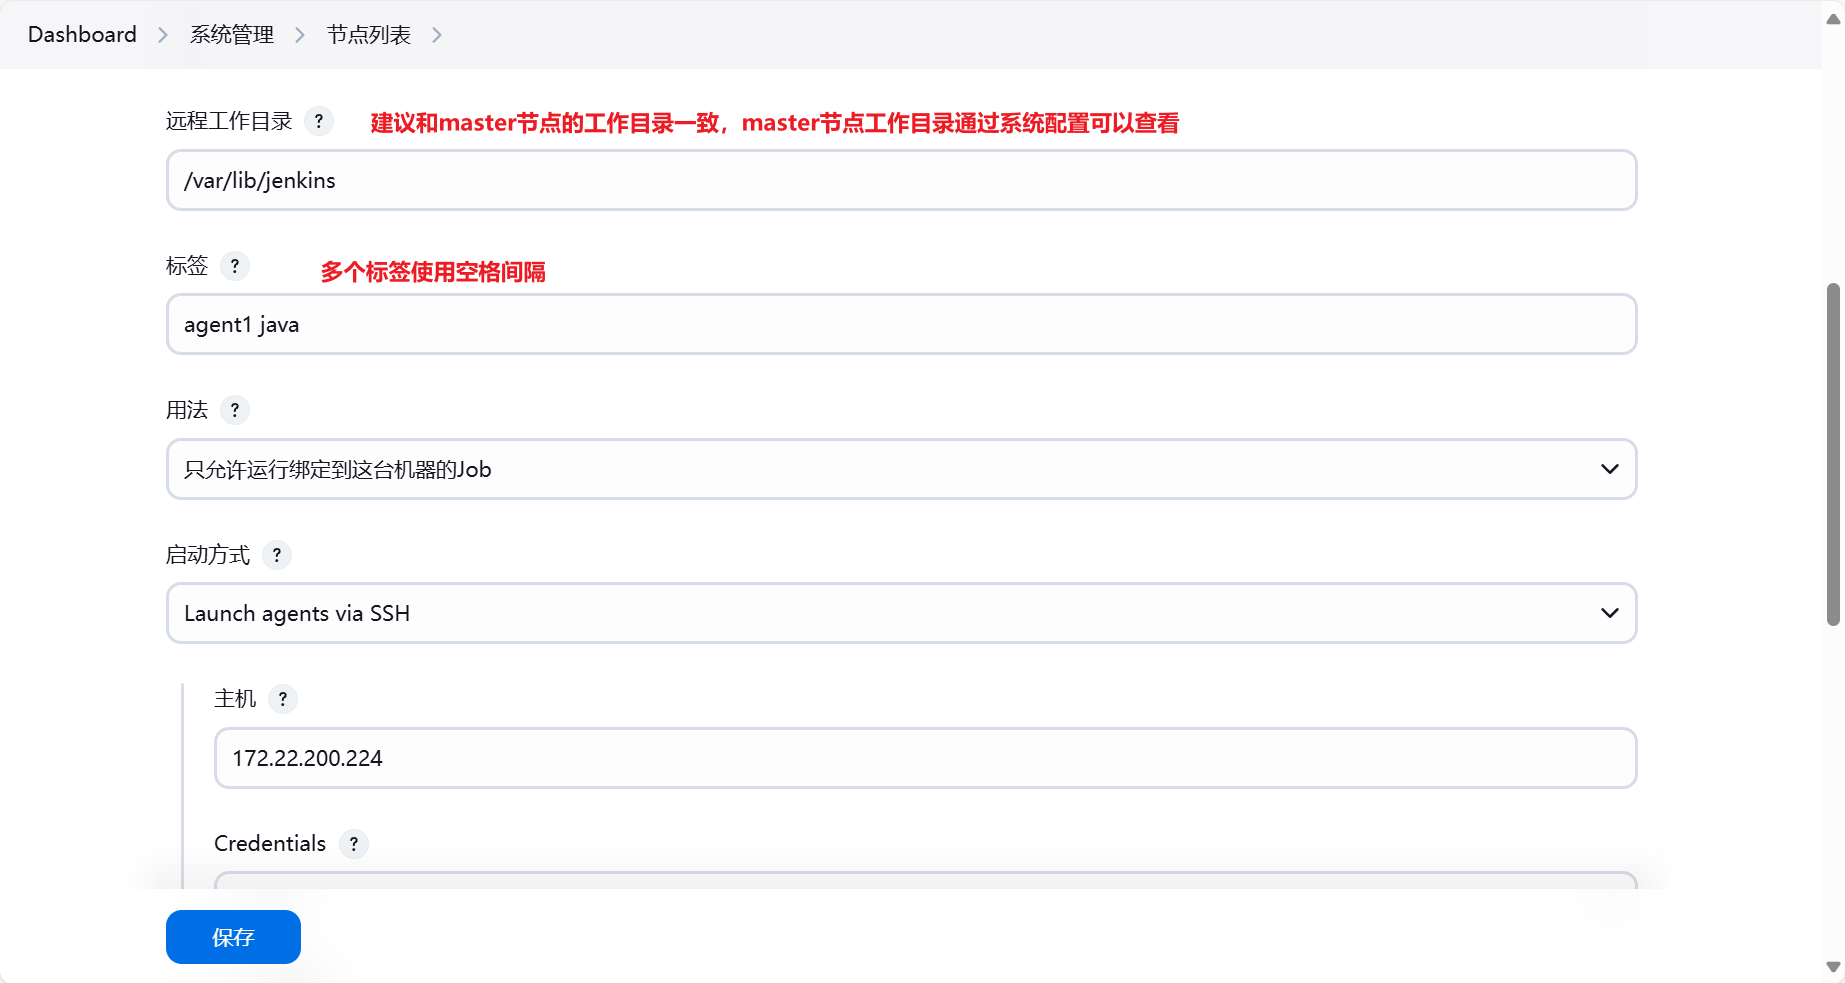 Dashboard > 系统管理 > 节点列表 >
远程工作目录 ? 建议和master节点的工作目录一致，master节点工作目录通过系统配置可以查看
/var/lib/jenkins
标签 ? 多个标签使用空格间隔
agent1 java
用法 ?
只允许运行绑定到这台机器的Job
启动方式 ?
Launch agents via SSH
主机 ?
172.22.200.224
Credentials ?
保存